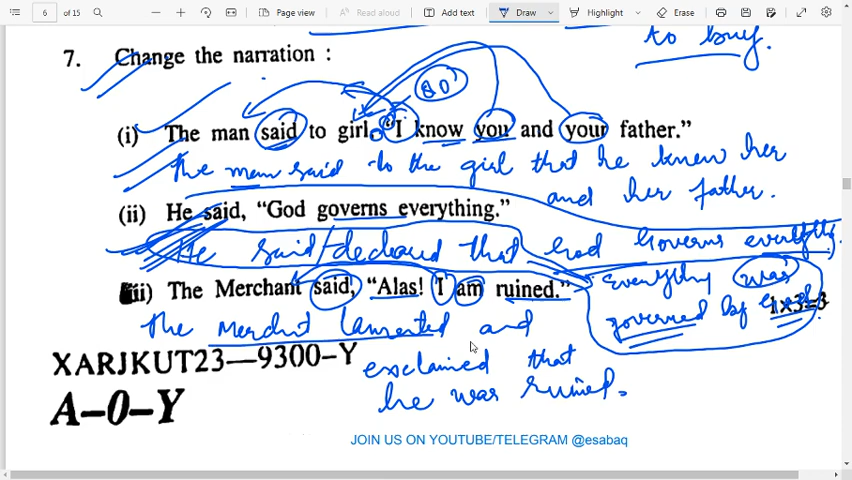 6 of 15
Page view
Read aloud
Add text
Draw
Highlight
Erase
to buy.
7. Change the narration :
(i) The man said to girl, “I know you and your father.”
The man said to the girl that he knew her
and her father.
(ii) He said, “God governs everything.”
He said/declared that God Governs everything.
(iii) The Merchant said, “Alas! I am ruined.”
Everything was
governed by
1×3=3
The Merchnt lamented and
exclaimed that
he was ruined.
XARJKUT23—9300–Y
A–0–Y
JOIN US ON YOUTUBE/TELEGRAM @esabaq